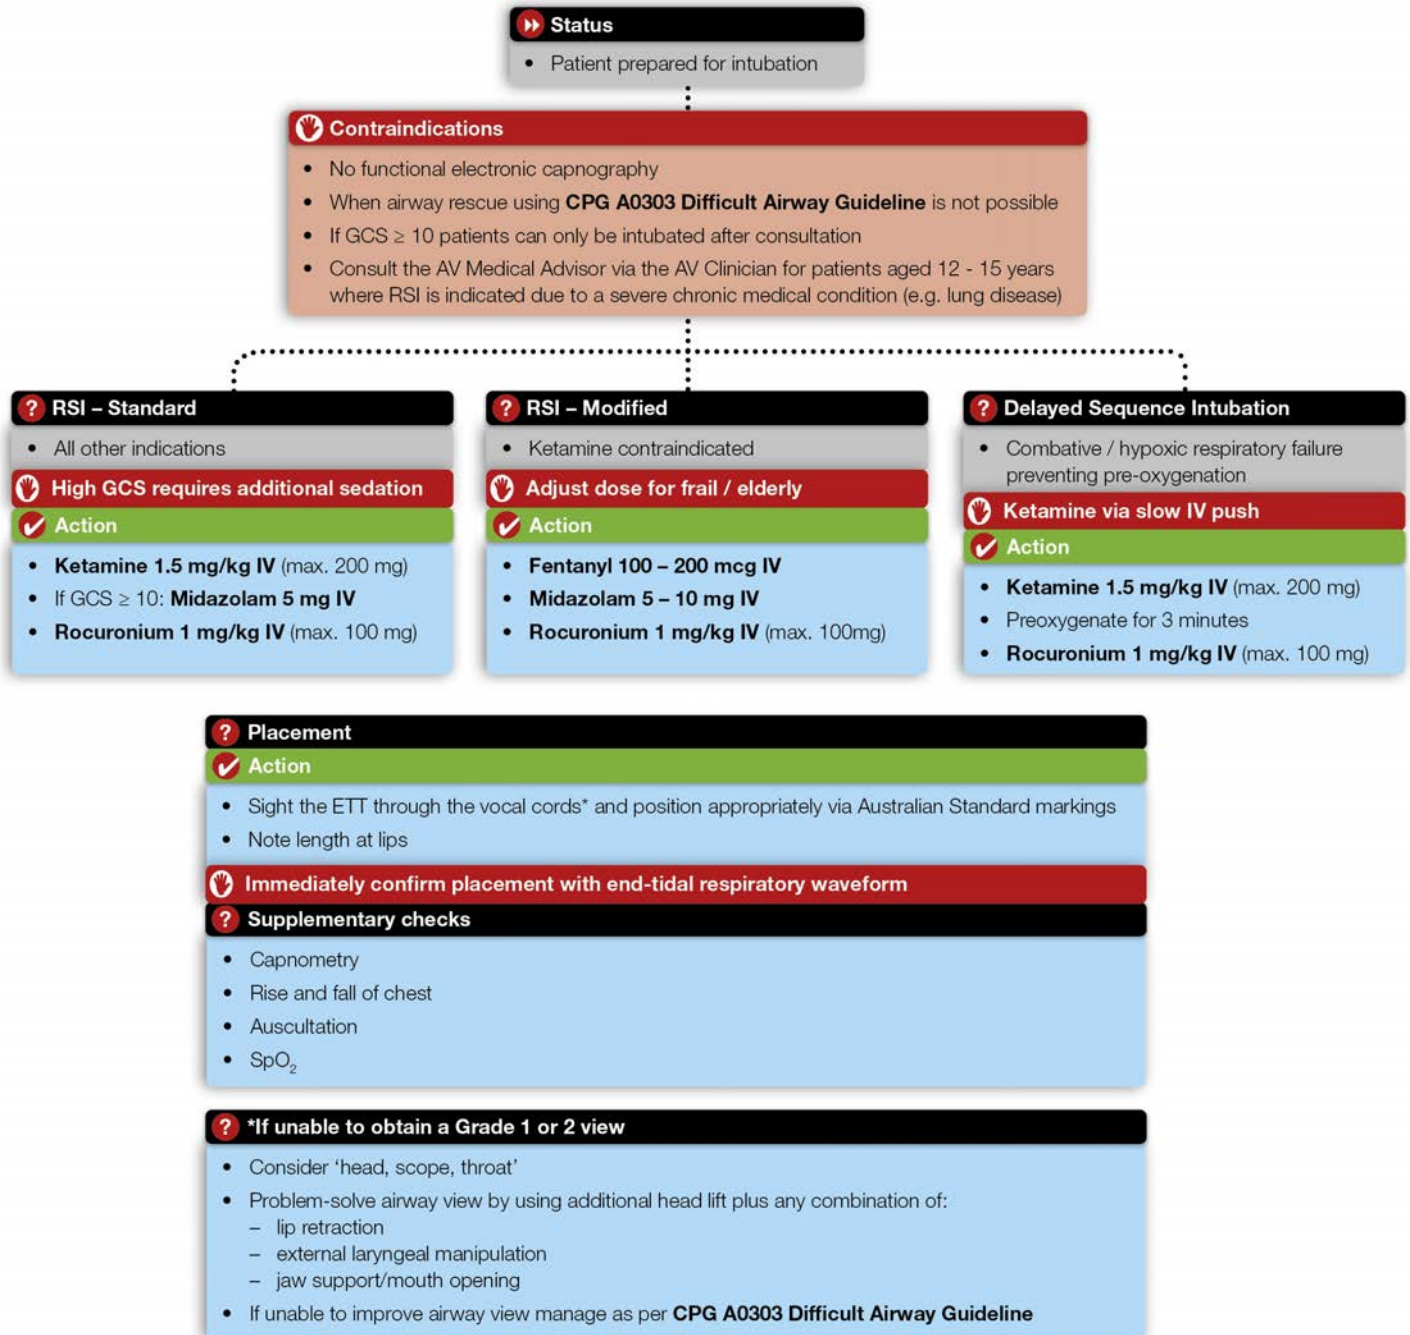 Status
• Patient prepared for intubation
Contraindications
• No functional electronic capnography
• When airway rescue using CPG A0303 Difficult Airway Guideline is not possible
• If GCS ≥ 10 patients can only be intubated after consultation
• Consult the AV Medical Advisor via the AV Clinician for patients aged 12 - 15 years
where RSI is indicated due to a severe chronic medical condition (e.g. lung disease)
? RSI – Standard
• All other indications
High GCS requires additional sedation
Action
• Ketamine 1.5 mg/kg IV (max. 200 mg)
• If GCS ≥ 10: Midazolam 5 mg IV
• Rocuronium 1 mg/kg IV (max. 100 mg)
? RSI – Modified
• Ketamine contraindicated
Adjust dose for frail / elderly
Action
• Fentanyl 100 – 200 mcg IV
• Midazolam 5 – 10 mg IV
• Rocuronium 1 mg/kg IV (max. 100mg)
? Delayed Sequence Intubation
• Combative / hypoxic respiratory failure
preventing pre-oxygenation
Ketamine via slow IV push
Action
• Ketamine 1.5 mg/kg IV (max. 200 mg)
• Preoxygenate for 3 minutes
• Rocuronium 1 mg/kg IV (max. 100 mg)
? Placement
Action
• Sight the ETT through the vocal cords* and position appropriately via Australian Standard markings
• Note length at lips
Immediately confirm placement with end-tidal respiratory waveform
? Supplementary checks
• Capnometry
• Rise and fall of chest
• Auscultation
• SpO₂
? *If unable to obtain a Grade 1 or 2 view
• Consider ‘head, scope, throat’
• Problem-solve airway view by using additional head lift plus any combination of:
– lip retraction
– external laryngeal manipulation
– jaw support/mouth opening
• If unable to improve airway view manage as per CPG A0303 Difficult Airway Guideline